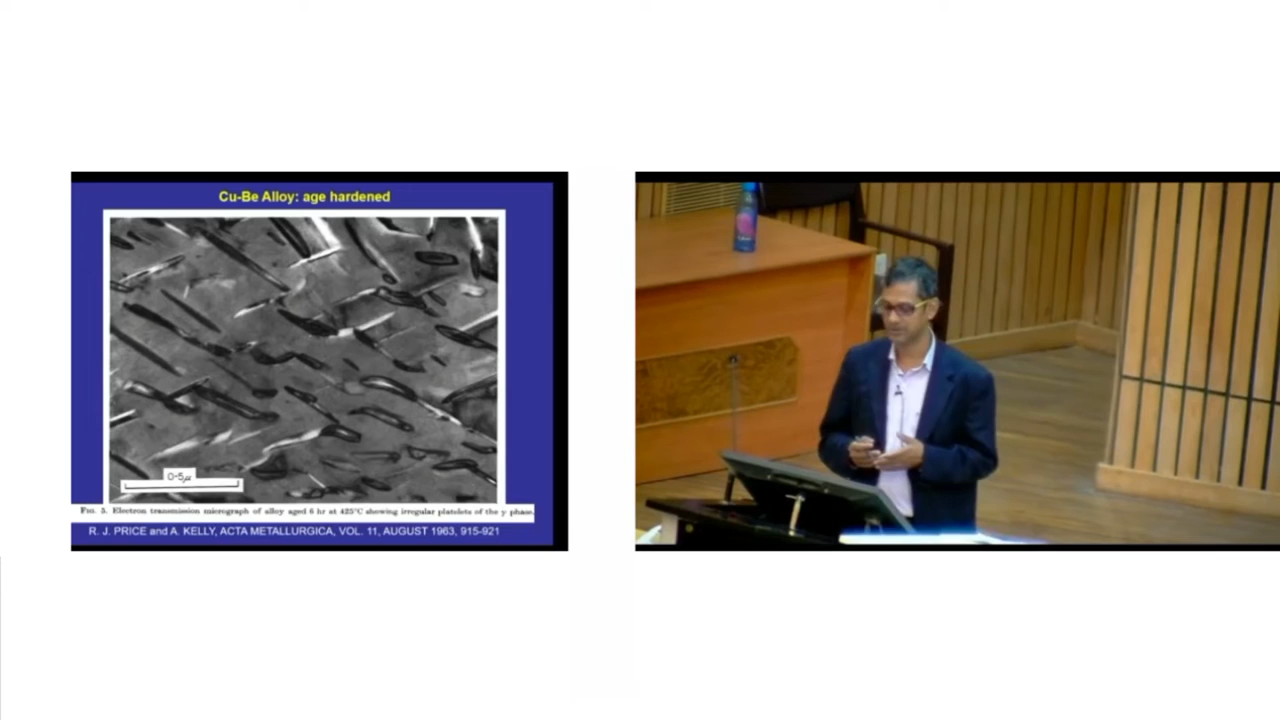 Cu-Be Alloy: age hardened
0·5μ
Fig. 5. Electron transmission micrograph of alloy aged 6 hr at 425°C showing irregular platelets of the γ phase.
R. J. PRICE and A. KELLY, ACTA METALLURGICA, VOL. 11, AUGUST 1963, 915-921